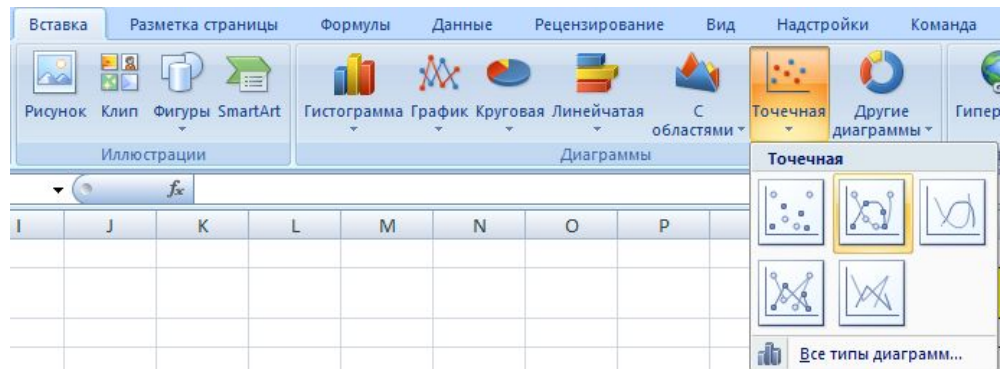 Вставка Разметка страницы Формулы Данные Рецензирование Вид Надстройки Команда
Рисунок Клип Фигуры SmartArt Гистограмма График Круговая Линейчатая С областями Точечная Другие диаграммы
Иллюстрации Диаграммы
Точечная
fx
I J K L M N O P
Все типы диаграмм...